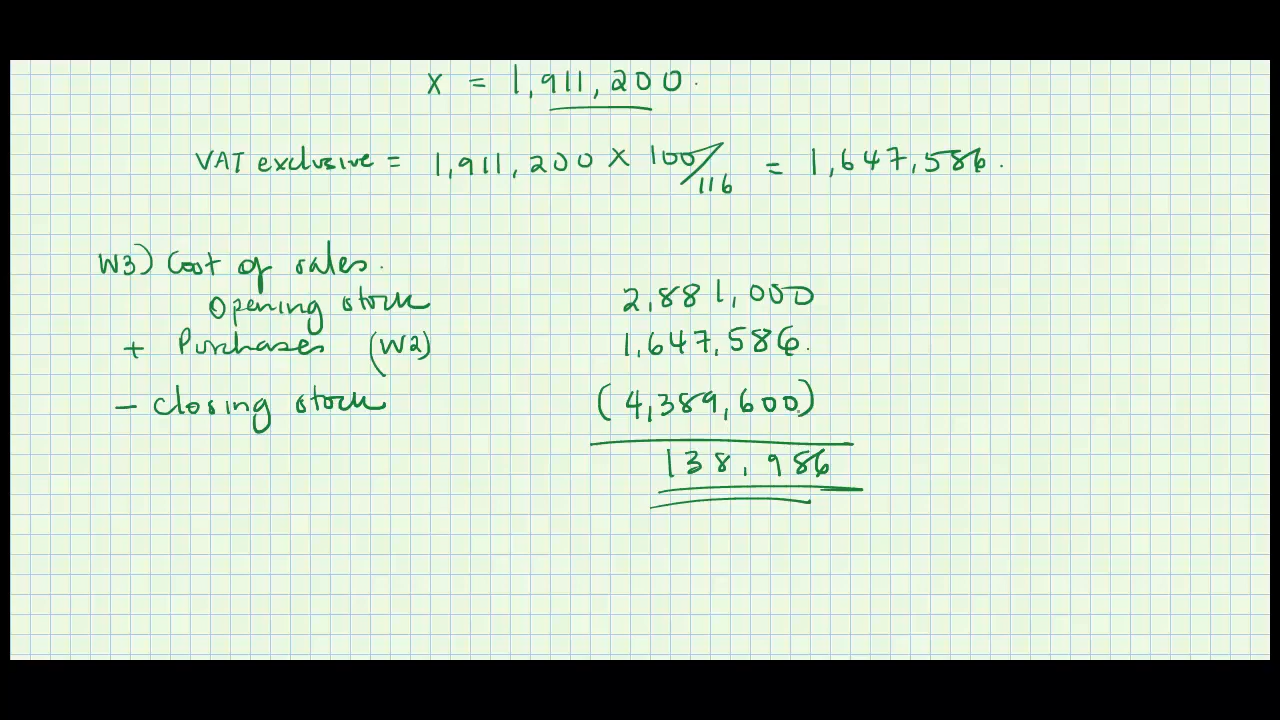 x = 1,911,200.
VAT exclusive = 1,911,200 x 100/116 = 1,647,586.
W3) Cost of sales.
Opening stock 2,881,000
+ Purchases (W2) 1,647,586.
- Closing stock (4,389,600)
138,986